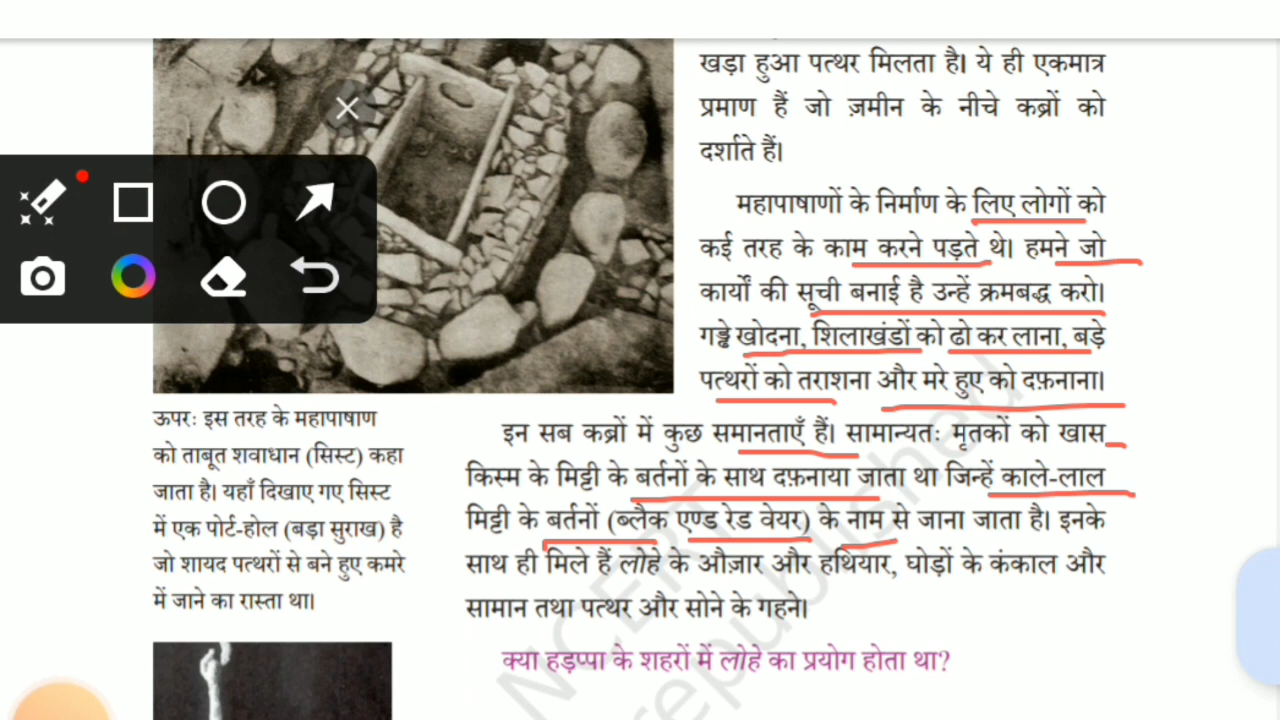 खड़ा हुआ पत्थर मिलता है। ये ही एकमात्र
प्रमाण हैं जो ज़मीन के नीचे कब्रों को
दर्शाते हैं।
महापाषाणों के निर्माण के लिए लोगों को
कई तरह के काम करने पड़ते थे। हमने जो
कार्यों की सूची बनाई है उन्हें क्रमबद्ध करो।
गड्ढे खोदना, शिलाखंडों को ढो कर लाना, बड़े
पत्थरों को तराशना और मरे हुए को दफ़नाना।
ऊपरः इस तरह के महापाषाण
को ताबूत शवाधान (सिस्ट) कहा
जाता है। यहाँ दिखाए गए सिस्ट
में एक पोर्ट-होल (बड़ा सुराख) है
जो शायद पत्थरों से बने हुए कमरे
में जाने का रास्ता था।
इन सब कब्रों में कुछ समानताएँ हैं। सामान्यतः मृतकों को खास
किस्म के मिट्टी के बर्तनों के साथ दफ़नाया जाता था जिन्हें काले-लाल
मिट्टी के बर्तनों (ब्लैक एण्ड रेड वेयर) के नाम से जाना जाता है। इनके
साथ ही मिले हैं लोहे के औज़ार और हथियार, घोड़ों के कंकाल और
सामान तथा पत्थर और सोने के गहने।
क्या हड़प्पा के शहरों में लोहे का प्रयोग होता था?
NCERT
republished